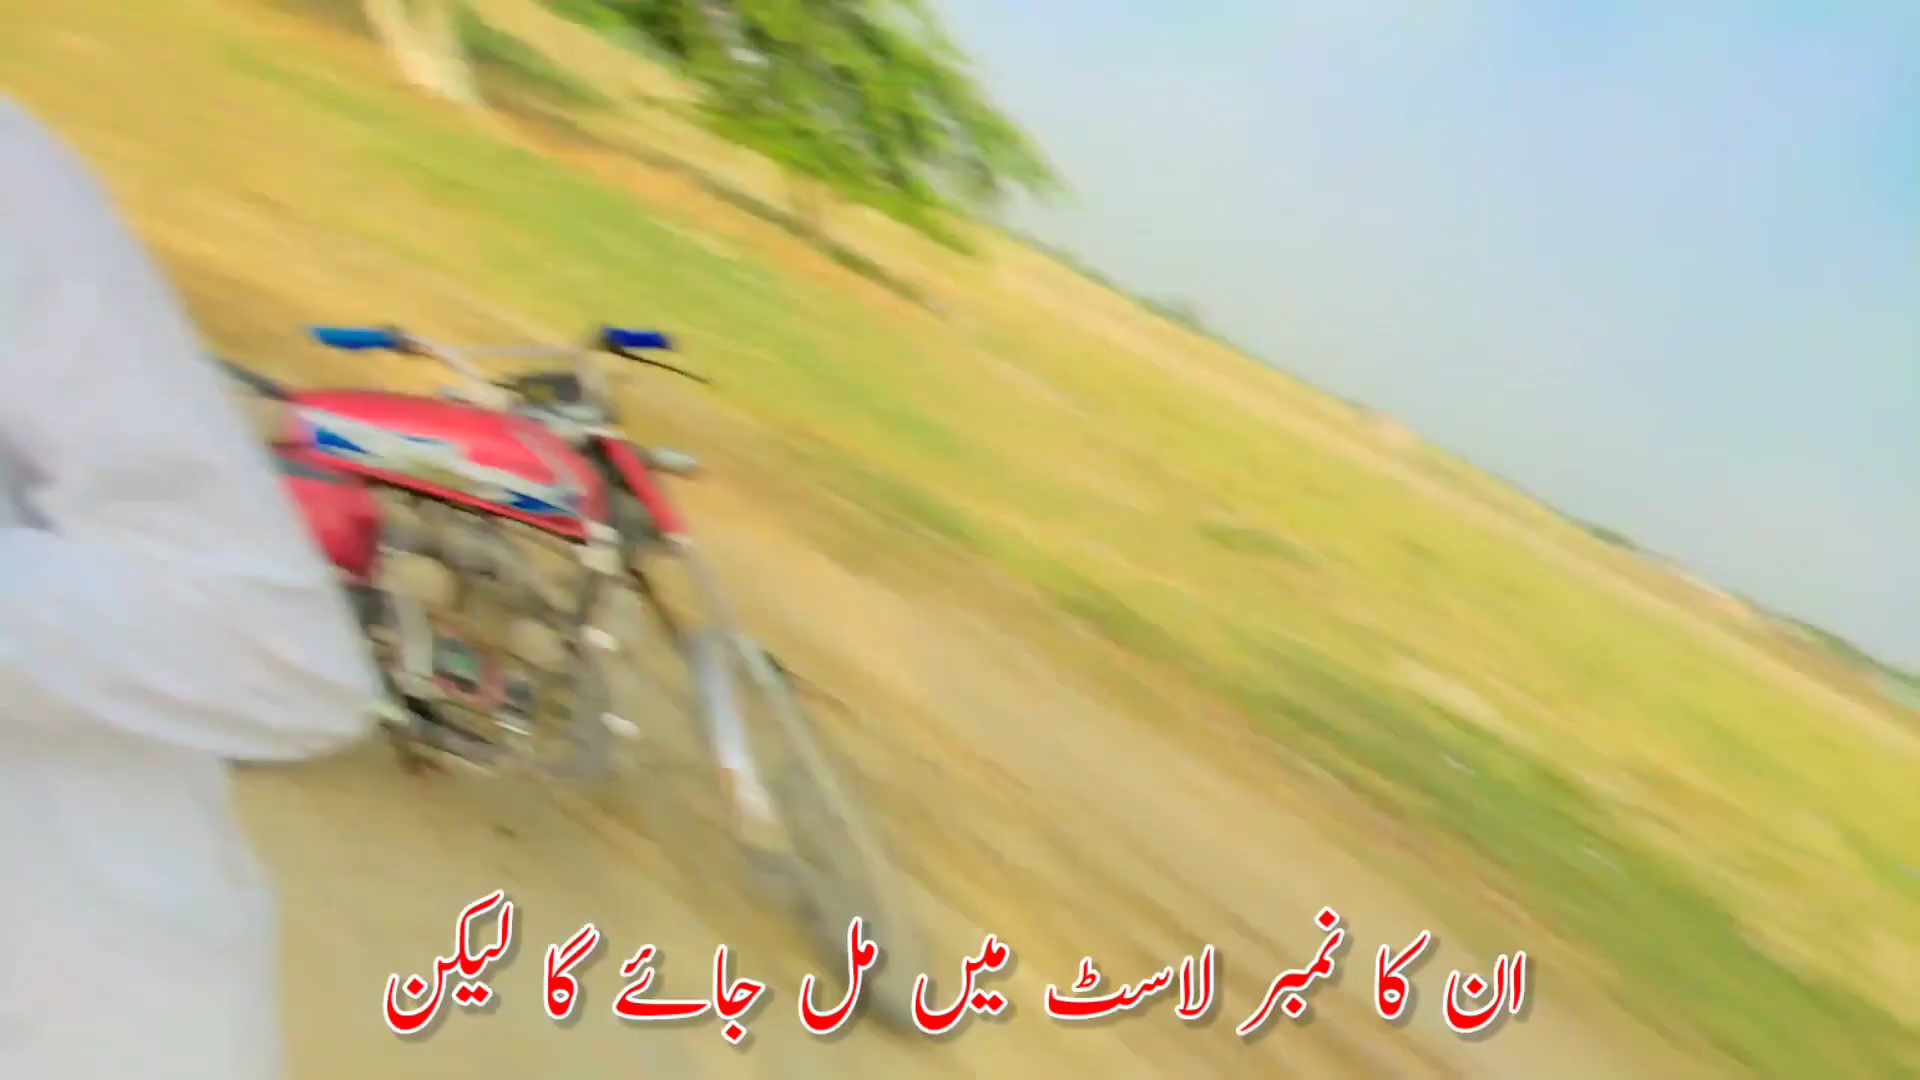 ان کا نمبر لاسٹ میں مل جائے گا لیکن